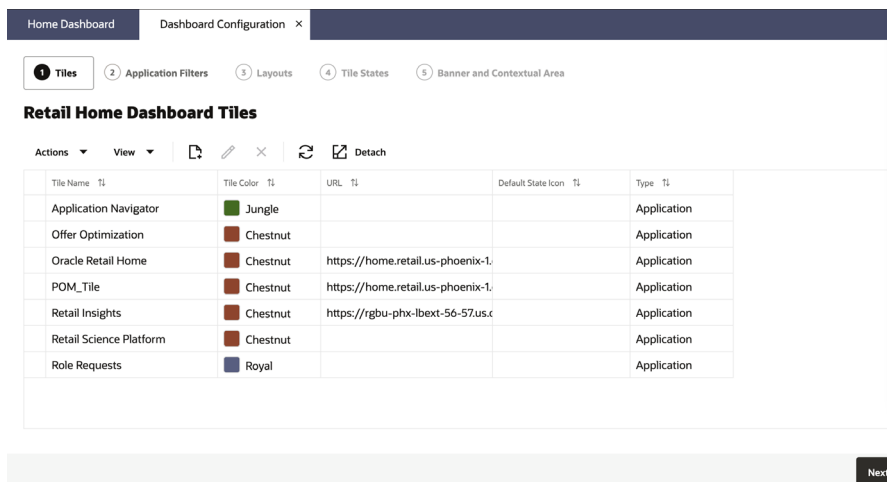 Home Dashboard Dashboard Configuration ×
1 Tiles 2 Application Filters 3 Layouts 4 Tile States 5 Banner and Contextual Area
Retail Home Dashboard Tiles
Actions View Detach
Tile Name Tile Color URL Default State Icon Type
Application Navigator Jungle Application
Offer Optimization Chestnut Application
Oracle Retail Home Chestnut https://home.retail.us-phoenix-1. Application
POM_Tile Chestnut https://home.retail.us-phoenix-1. Application
Retail Insights Chestnut https://rgbu-phx-lbext-56-57.us. Application
Retail Science Platform Chestnut Application
Role Requests Royal Application
Next